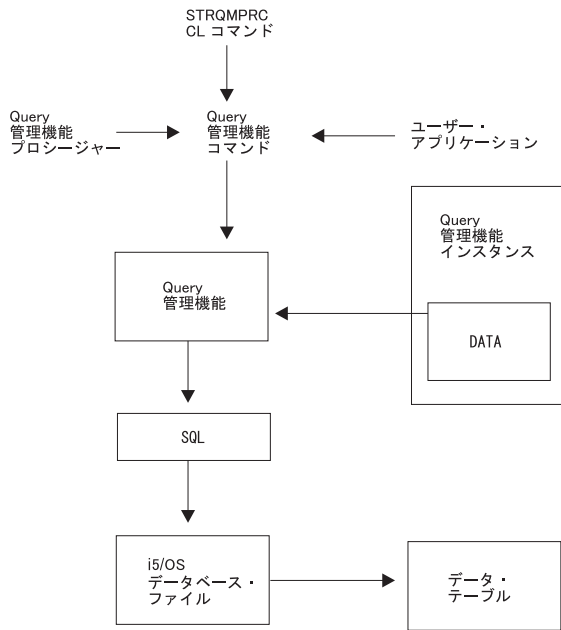 STRQMPRC
CL コマンド
Query
管理機能
プロシージャー
Query
管理機能
コマンド
ユーザー・
アプリケーション
Query
管理機能
インスタンス
Query
管理機能
DATA
SQL
i5/OS
データベース・
ファイル
データ・
テーブル